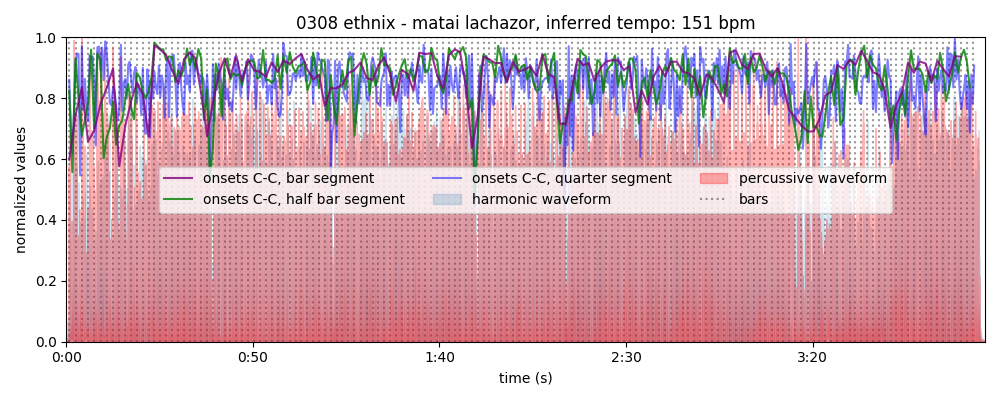 0308 ethnix - matai lachazor, inferred tempo: 151 bpm
normalized values
1.0
0.8
0.6
0.4
0.2
0.0
onsets C-C, bar segment
onsets C-C, half bar segment
onsets C-C, quarter segment
harmonic waveform
percussive waveform
bars
0:00
0:50
1:40
2:30
3:20
time (s)